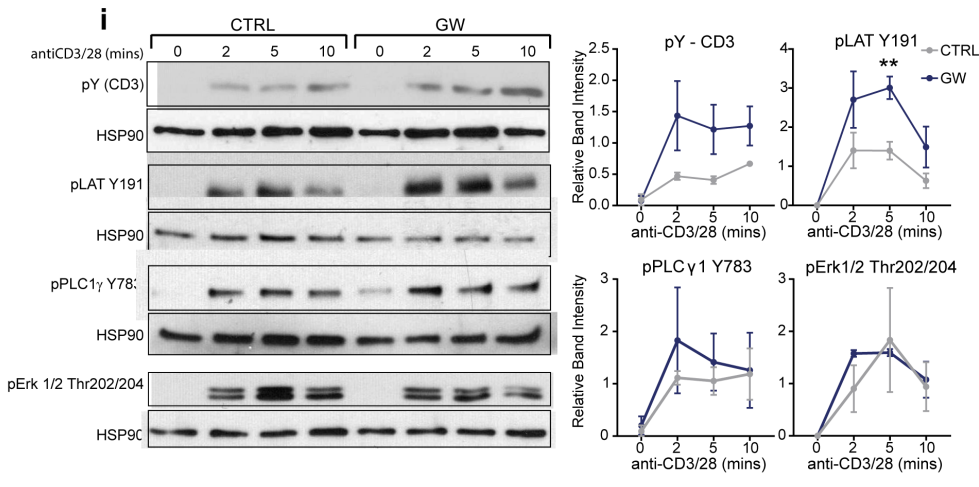 i
CTRL GW
antiCD3/28 (mins) 0 2 5 10 0 2 5 10
pY (CD3)
HSP90
pLAT Y191
HSP90
pPLC1γ Y783
HSP90
pErk 1/2 Thr202/204
HSP90
pY - CD3
Relative Band Intensity
2.5
2.0
1.5
1.0
0.5
0.0
0 2 5 10
anti-CD3/28 (mins)
pLAT Y191
**
CTRL
GW
4
3
2
1
0
0 2 5 10
anti-CD3/28 (mins)
pPLCγ1 Y783
Relative Band Intensity
3
2
1
0
0 2 5 10
anti-CD3/28 (mins)
pErk1/2 Thr202/204
3
2
1
0
0 2 5 10
anti-CD3/28 (mins)